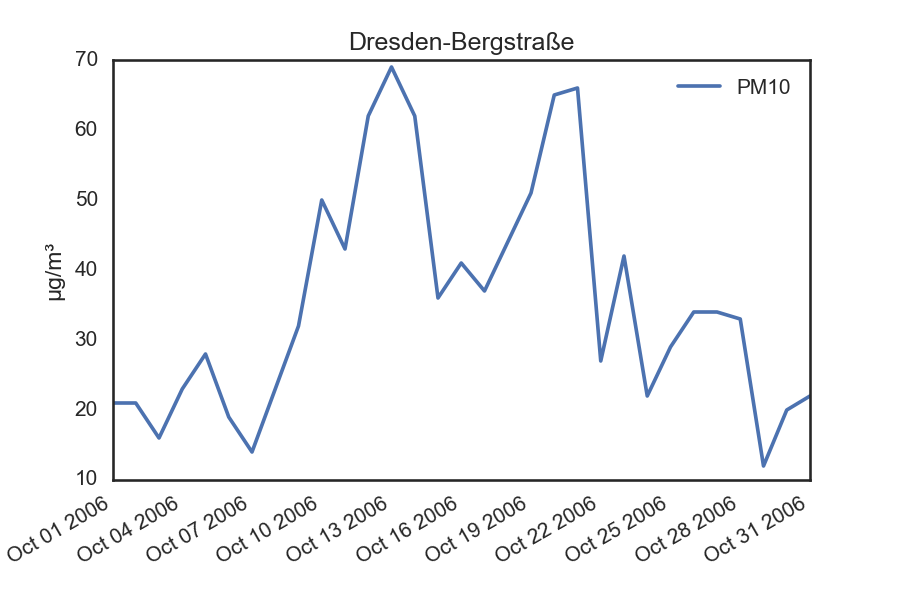 Dresden-Bergstraße
PM10
µg/m³
70
60
50
40
30
20
10
Oct 01 2006
Oct 04 2006
Oct 07 2006
Oct 10 2006
Oct 13 2006
Oct 16 2006
Oct 19 2006
Oct 22 2006
Oct 25 2006
Oct 28 2006
Oct 31 2006